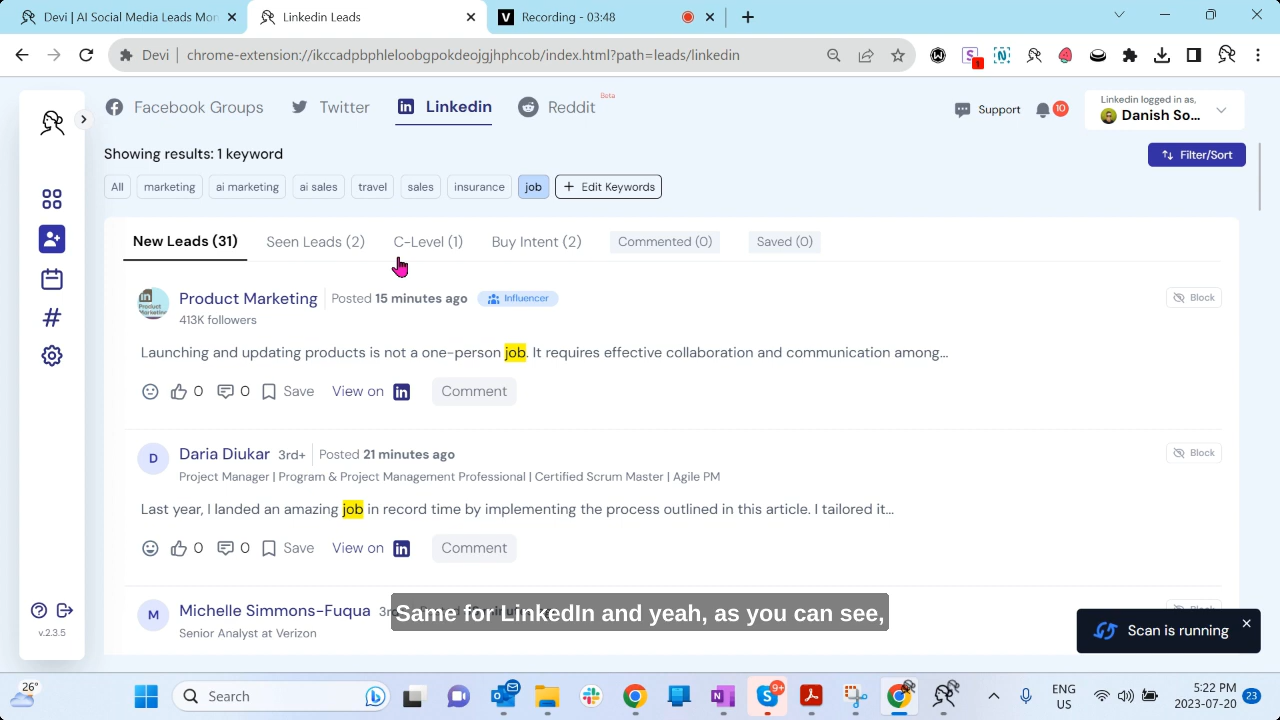 Devi | AI Social Media Leads Mon
Linkedin Leads
Recording - 03:48
Devi
chrome-extension://ikccadpbphleloobgpokdeojgjhphcob/index.html?path=leads/linkedin
1
Facebook Groups
Twitter
Linkedin
Reddit
Beta
Support
10
Linkedin logged in as,
Danish So...
Showing results: 1 keyword
Filter/Sort
All
marketing
ai marketing
ai sales
travel
sales
insurance
job
+ Edit Keywords
New Leads (31)
Seen Leads (2)
C-Level (1)
Buy Intent (2)
Commented (0)
Saved (0)
Product Marketing
Posted 15 minutes ago
Influencer
Block
413K followers
Launching and updating products is not a one-person job. It requires effective collaboration and communication among...
0
0
Save
View on
Comment
D
Daria Diukar 3rd+
Posted 21 minutes ago
Block
Project Manager | Program & Project Management Professional | Certified Scrum Master | Agile PM
Last year, I landed an amazing job in record time by implementing the process outlined in this article. I tailored it...
0
0
Save
View on
Comment
M
Michelle Simmons-Fuqua
Senior Analyst at Verizon
Same for LinkedIn and yeah, as you can see,
Scan is running
v.2.3.5
26°
Search
9+
ENG
US
5:22 PM
2023-07-20
23